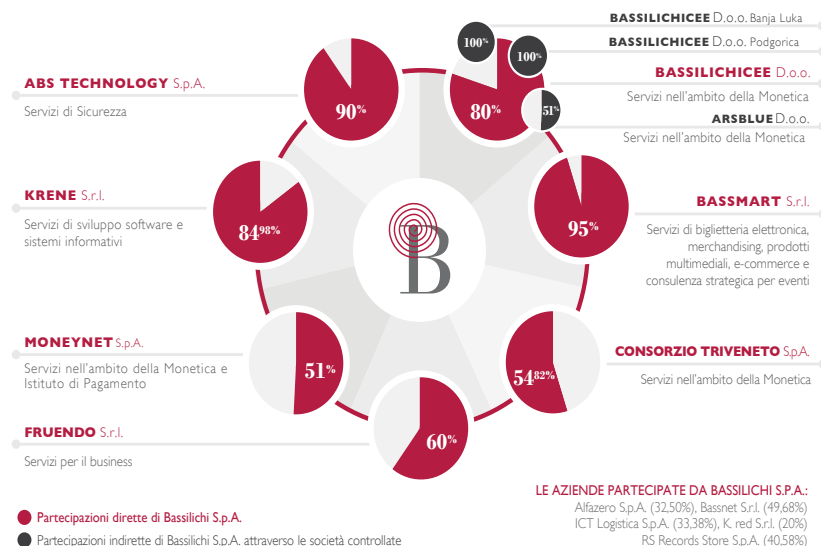 BASSILICHICEE D.o.o. Banja Luka
BASSILICHICEE D.o.o. Podgorica
BASSILICHICEE D.o.o.
Servizi nell'ambito della Monetica
ARSBLUE D.o.o.
Servizi nell'ambito della Monetica
100%
100%
80%
51%
ABS TECHNOLOGY S.p.A.
Servizi di Sicurezza
90%
KRENE S.r.l.
Servizi di sviluppo software e
sistemi informativi
84,98%
BASSMART S.r.l.
Servizi di biglietteria elettronica,
merchandising, prodotti
multimediali, e-commerce e
consulenza strategica per eventi
95%
B
MONEYNET S.p.A.
Servizi nell'ambito della Monetica e
Istituto di Pagamento
51%
CONSORZIO TRIVENETO S.p.A.
Servizi nell'ambito della Monetica
54,82%
FRUENDO S.r.l.
Servizi per il business
60%
LE AZIENDE PARTECIPATE DA BASSILICHI S.P.A.:
Alfazero S.p.A. (32,50%), Bassnet S.r.l. (49,68%)
ICT Logistica S.p.A. (33,38%), K. red S.r.l. (20%)
RS Records Store S.p.A. (40,58%)
Partecipazioni dirette di Bassilichi S.p.A.
Partecipazioni indirette di Bassilichi S.p.A. attraverso le società controllate